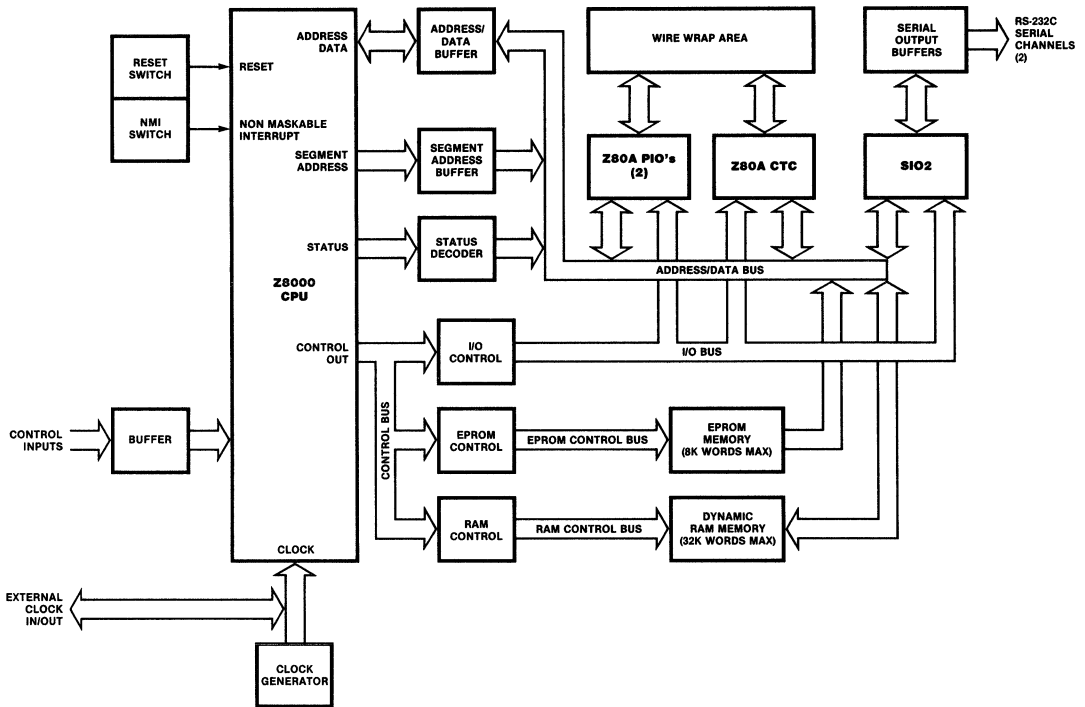 RESET
SWITCH
NMI
SWITCH
ADDRESS
DATA
RESET
NON MASKABLE
INTERRUPT
SEGMENT
ADDRESS
STATUS
Z8000
CPU
CONTROL
OUT
CLOCK
ADDRESS/
DATA
BUFFER
SEGMENT
ADDRESS
BUFFER
STATUS
DECODER
WIRE WRAP AREA
SERIAL
OUTPUT
BUFFERS
RS-232C
SERIAL
CHANNELS
(2)
Z80A PIO's
(2)
Z80A CTC
SIO2
ADDRESS/DATA BUS
I/O
CONTROL
I/O BUS
CONTROL BUS
EPROM
CONTROL
EPROM CONTROL BUS
EPROM
MEMORY
(8K WORDS MAX)
RAM
CONTROL
RAM CONTROL BUS
DYNAMIC
RAM MEMORY
(32K WORDS MAX)
CONTROL
INPUTS
BUFFER
EXTERNAL
CLOCK
IN/OUT
CLOCK
GENERATOR